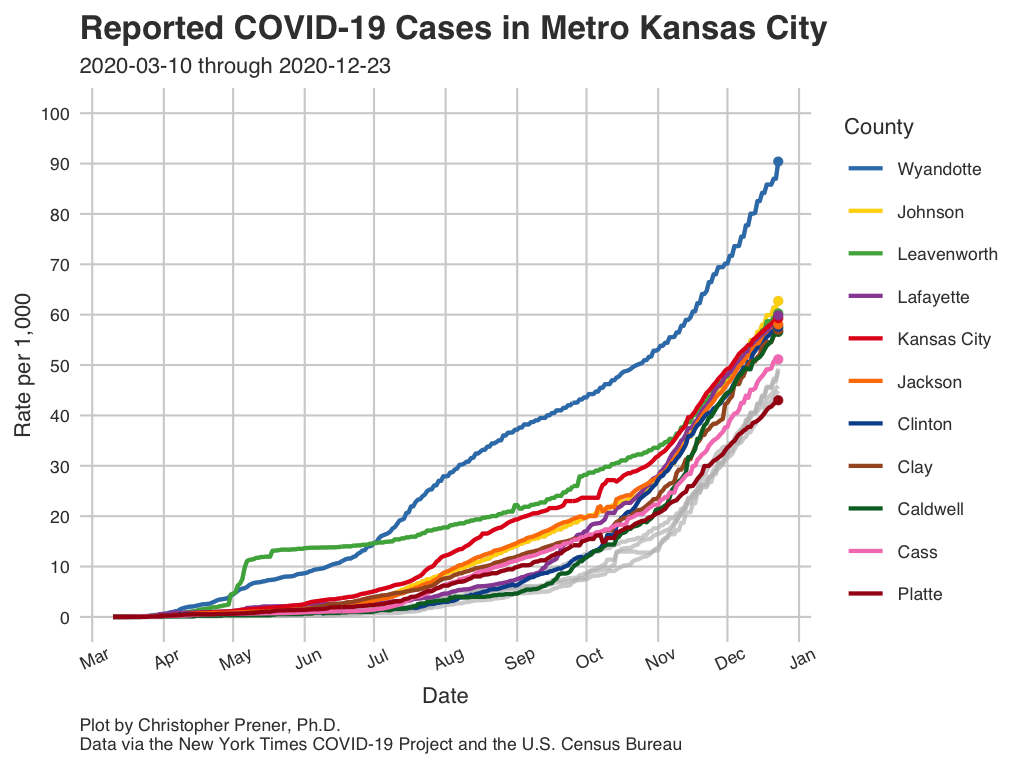 Reported COVID-19 Cases in Metro Kansas City
2020-03-10 through 2020-12-23
Rate per 1,000
100
90
80
70
60
50
40
30
20
10
0
Mar
Apr
May
Jun
Jul
Aug
Sep
Oct
Nov
Dec
Jan
Date
County
Wyandotte
Johnson
Leavenworth
Lafayette
Kansas City
Jackson
Clinton
Clay
Caldwell
Cass
Platte
Plot by Christopher Prener, Ph.D.
Data via the New York Times COVID-19 Project and the U.S. Census Bureau